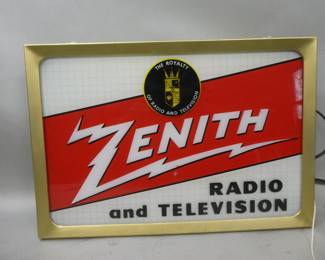 THE ROYALTY
OF RADIO AND TELEVISION
ZENITH
RADIO
and TELEVISION